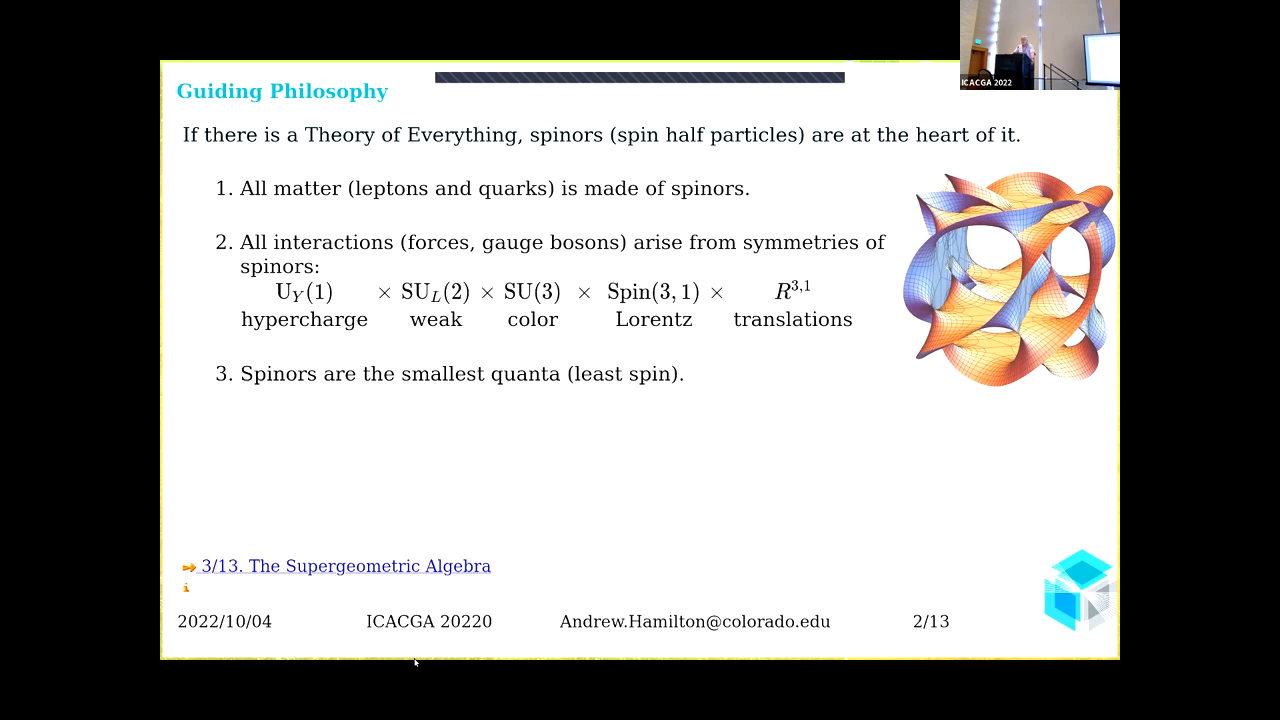 ICACGA 2022
Guiding Philosophy
If there is a Theory of Everything, spinors (spin half particles) are at the heart of it.
1. All matter (leptons and quarks) is made of spinors.
2. All interactions (forces, gauge bosons) arise from symmetries of
spinors:
U_Y(1) × SU_L(2) × SU(3) × Spin(3, 1) × R^{3,1}
hypercharge weak color Lorentz translations
3. Spinors are the smallest quanta (least spin).
3/13. The Supergeometric Algebra
i
2022/10/04 ICACGA 20220 Andrew.Hamilton@colorado.edu 2/13